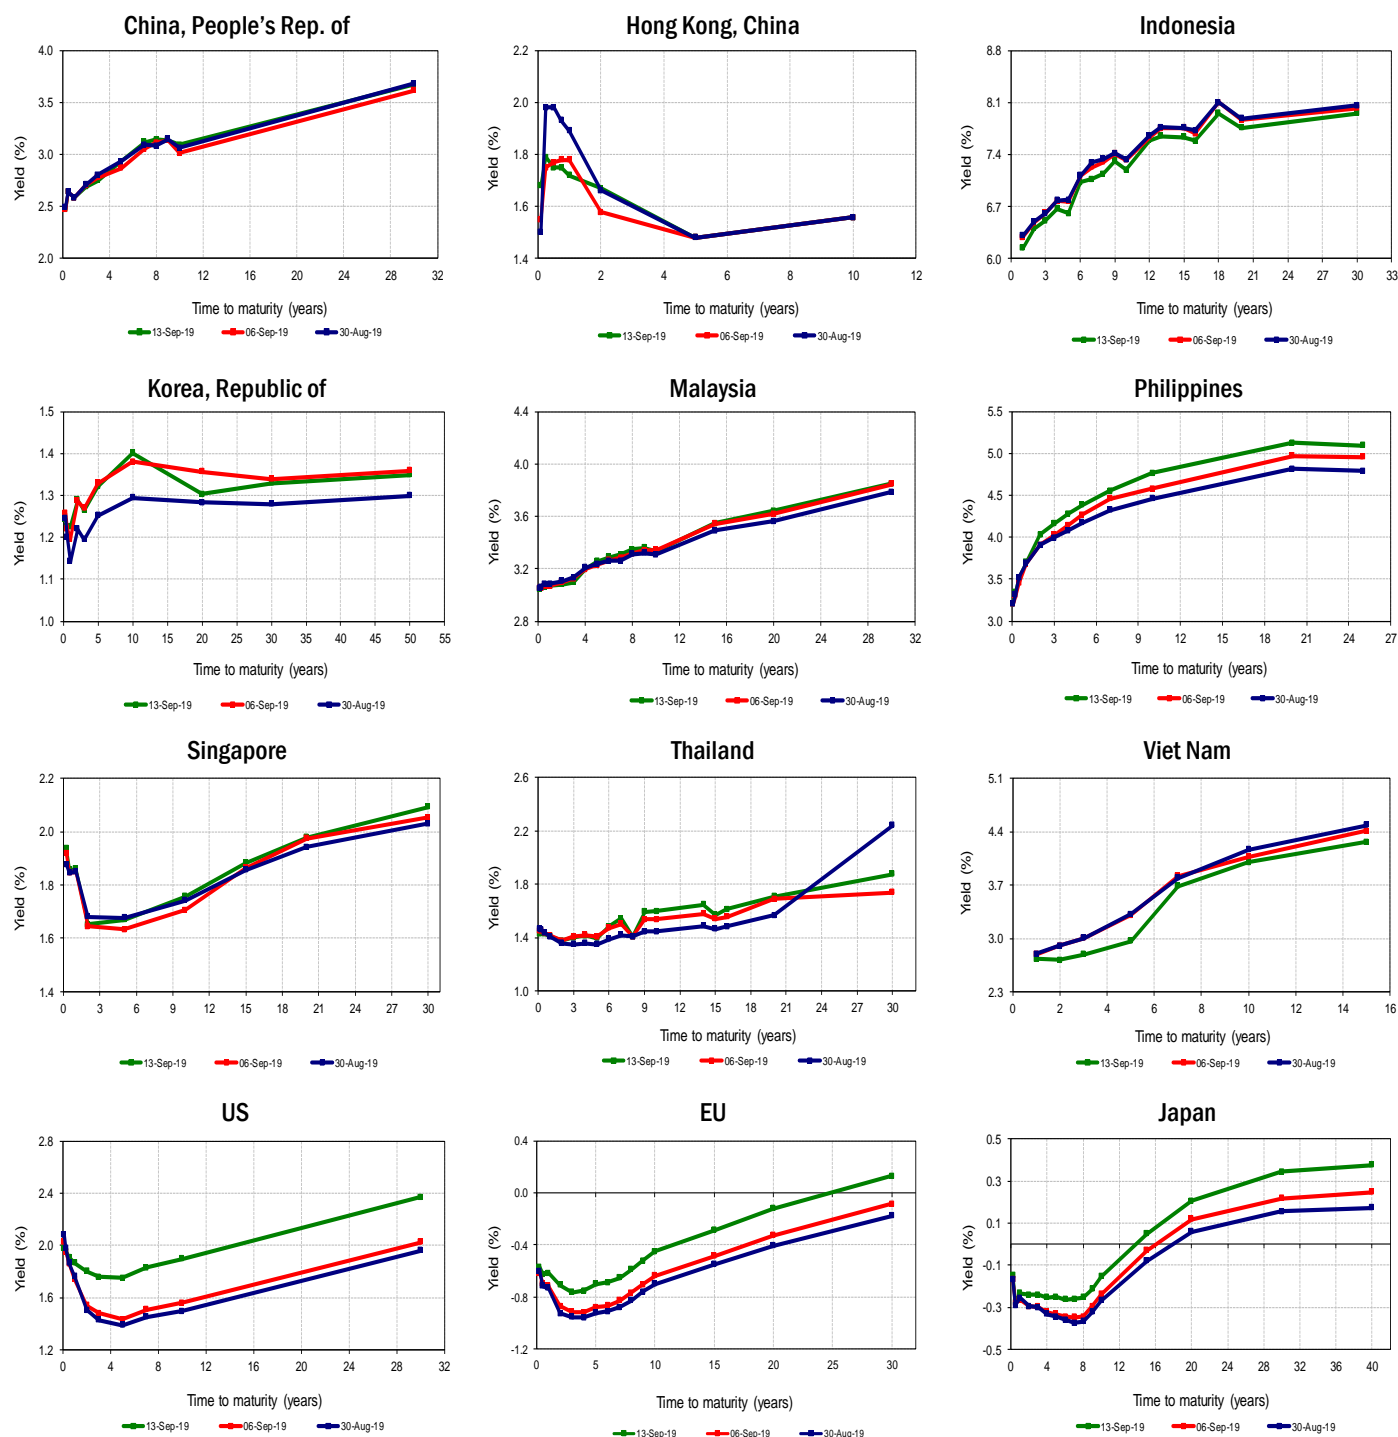 China, People's Rep. of
Yield (%)
4.0
3.5
3.0
2.5
2.0
0 4 8 12 16 20 24 28 32
Time to maturity (years)
13-Sep-19 06-Sep-19 30-Aug-19
Hong Kong, China
Yield (%)
2.2
2.0
1.8
1.6
1.4
0 2 4 6 8 10 12
Time to maturity (years)
13-Sep-19 06-Sep-19 30-Aug-19
Indonesia
Yield (%)
8.8
8.1
7.4
6.7
6.0
0 3 6 9 12 15 18 21 24 27 30 33
Time to maturity (years)
13-Sep-19 06-Sep-19 30-Aug-19
Korea, Republic of
Yield (%)
1.5
1.4
1.3
1.2
1.1
1.0
0 5 10 15 20 25 30 35 40 45 50 55
Time to maturity (years)
13-Sep-19 06-Sep-19 30-Aug-19
Malaysia
Yield (%)
4.4
4.0
3.6
3.2
2.8
0 4 8 12 16 20 24 28 32
Time to maturity (years)
13-Sep-19 06-Sep-19 30-Aug-19
Philippines
Yield (%)
5.5
5.0
4.5
4.0
3.5
3.0
0 3 6 9 12 15 18 21 24 27
Time to maturity (years)
13-Sep-19 06-Sep-19 30-Aug-19
Singapore
Yield (%)
2.2
2.0
1.8
1.6
1.4
0 3 6 9 12 15 18 21 24 27 30
Time to maturity (years)
13-Sep-19 06-Sep-19 30-Aug-19
Thailand
Yield (%)
2.6
2.2
1.8
1.4
1.0
0 3 6 9 12 15 18 21 24 27 30
Time to maturity (years)
13-Sep-19 06-Sep-19 30-Aug-19
Viet Nam
Yield (%)
5.1
4.4
3.7
3.0
2.3
0 2 4 6 8 10 12 14 16
Time to maturity (years)
13-Sep-19 06-Sep-19 30-Aug-19
US
Yield (%)
2.8
2.4
2.0
1.6
1.2
0 4 8 12 16 20 24 28 32
Time to maturity (years)
13-Sep-19 06-Sep-19 30-Aug-19
EU
Yield (%)
0.4
0.0
-0.4
-0.8
-1.2
0 5 10 15 20 25 30
Time to maturity (years)
13-Sep-19 06-Sep-19 30-Aug-19
Japan
Yield (%)
0.5
0.3
0.1
-0.1
-0.3
-0.5
0 4 8 12 16 20 24 28 32 36 40
Time to maturity (years)
13-Sep-19 06-Sep-19 30-Aug-19